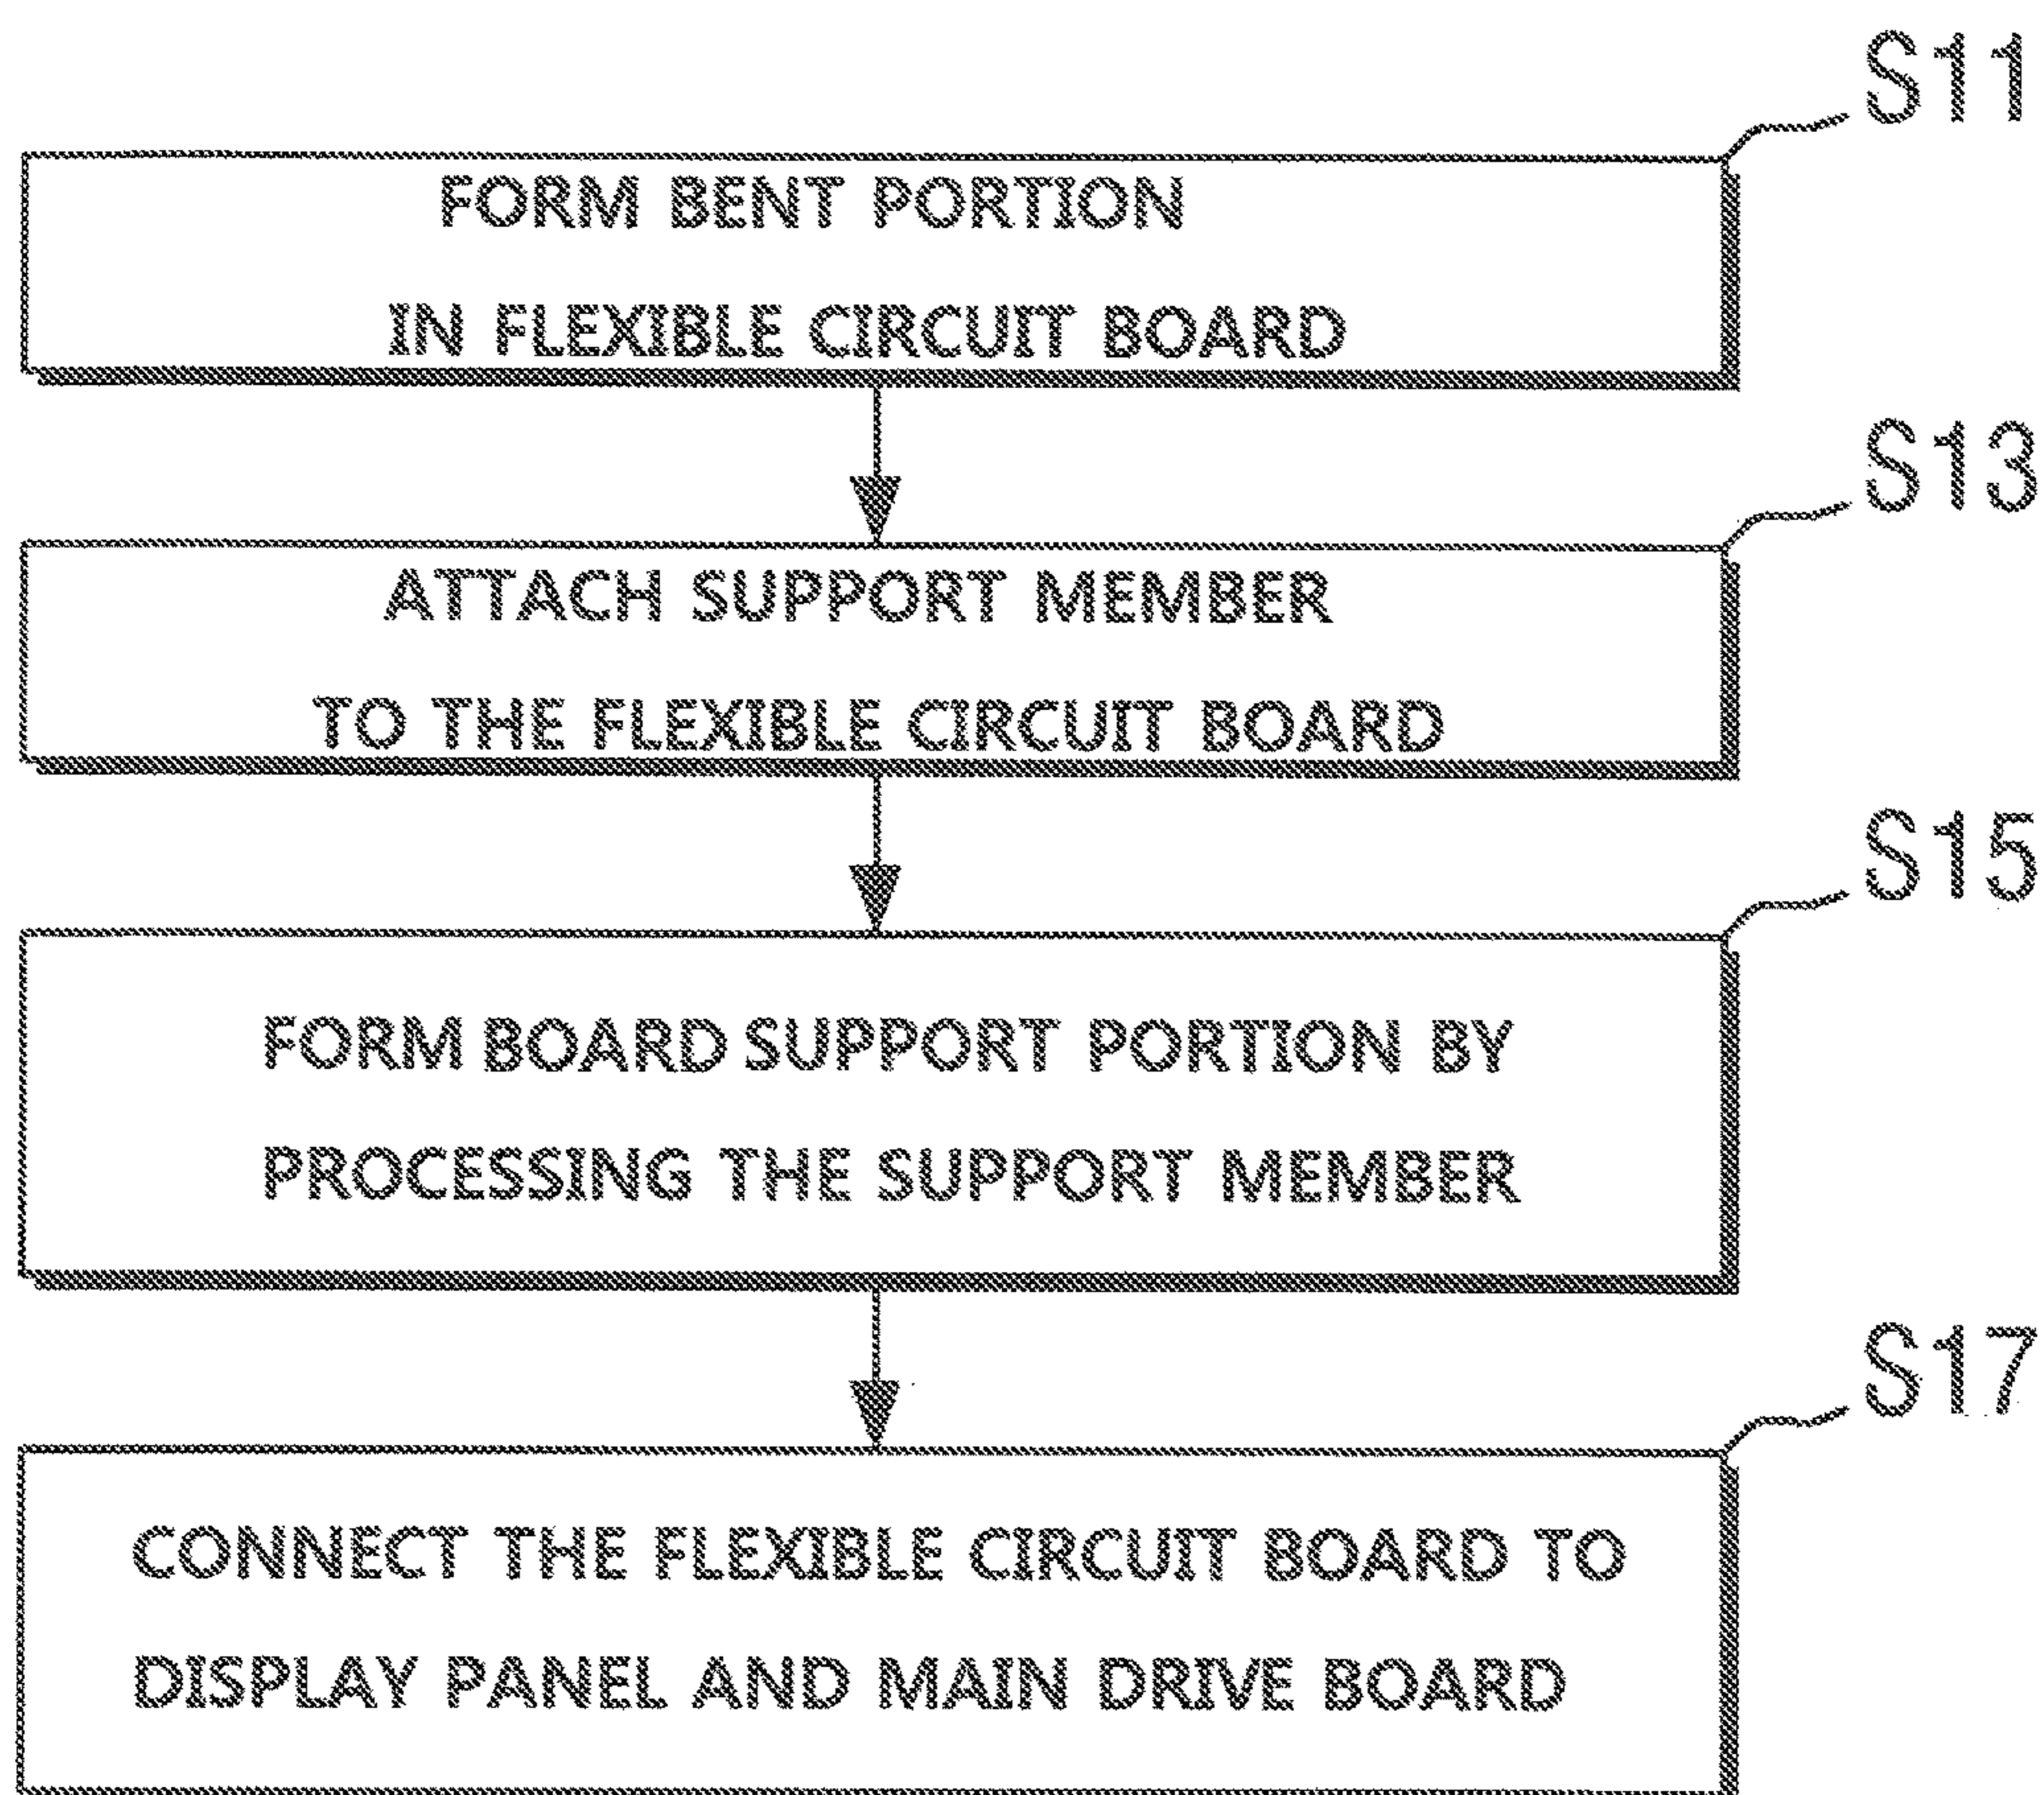 S11
FORM BENT PORTION
IN FLEXIBLE CIRCUIT BOARD
S13
ATTACH SUPPORT MEMBER
TO THE FLEXIBLE CIRCUIT BOARD
S15
FORM BOARD SUPPORT PORTION BY
PROCESSING THE SUPPORT MEMBER
S17
CONNECT THE FLEXIBLE CIRCUIT BOARD TO
DISPLAY PANEL AND MAIN DRIVE BOARD